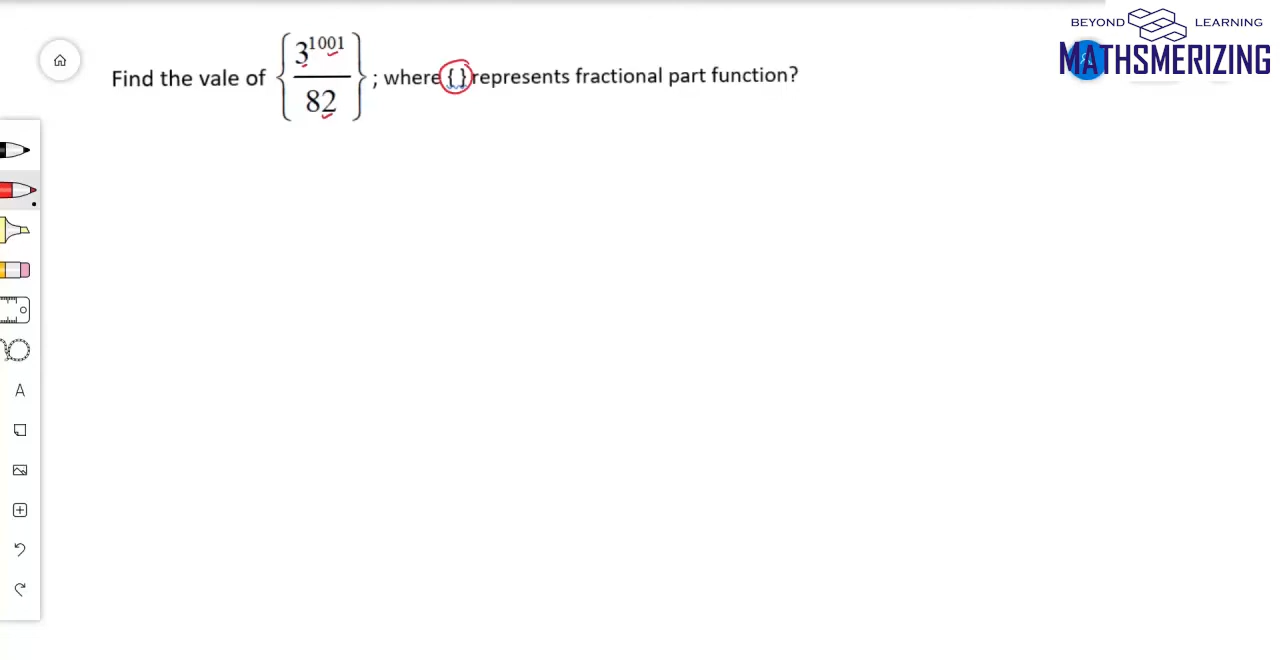 BEYOND LEARNING
MATHSMERIZING
Find the vale of {3^1001 / 82} ; where { } represents fractional part function?
A